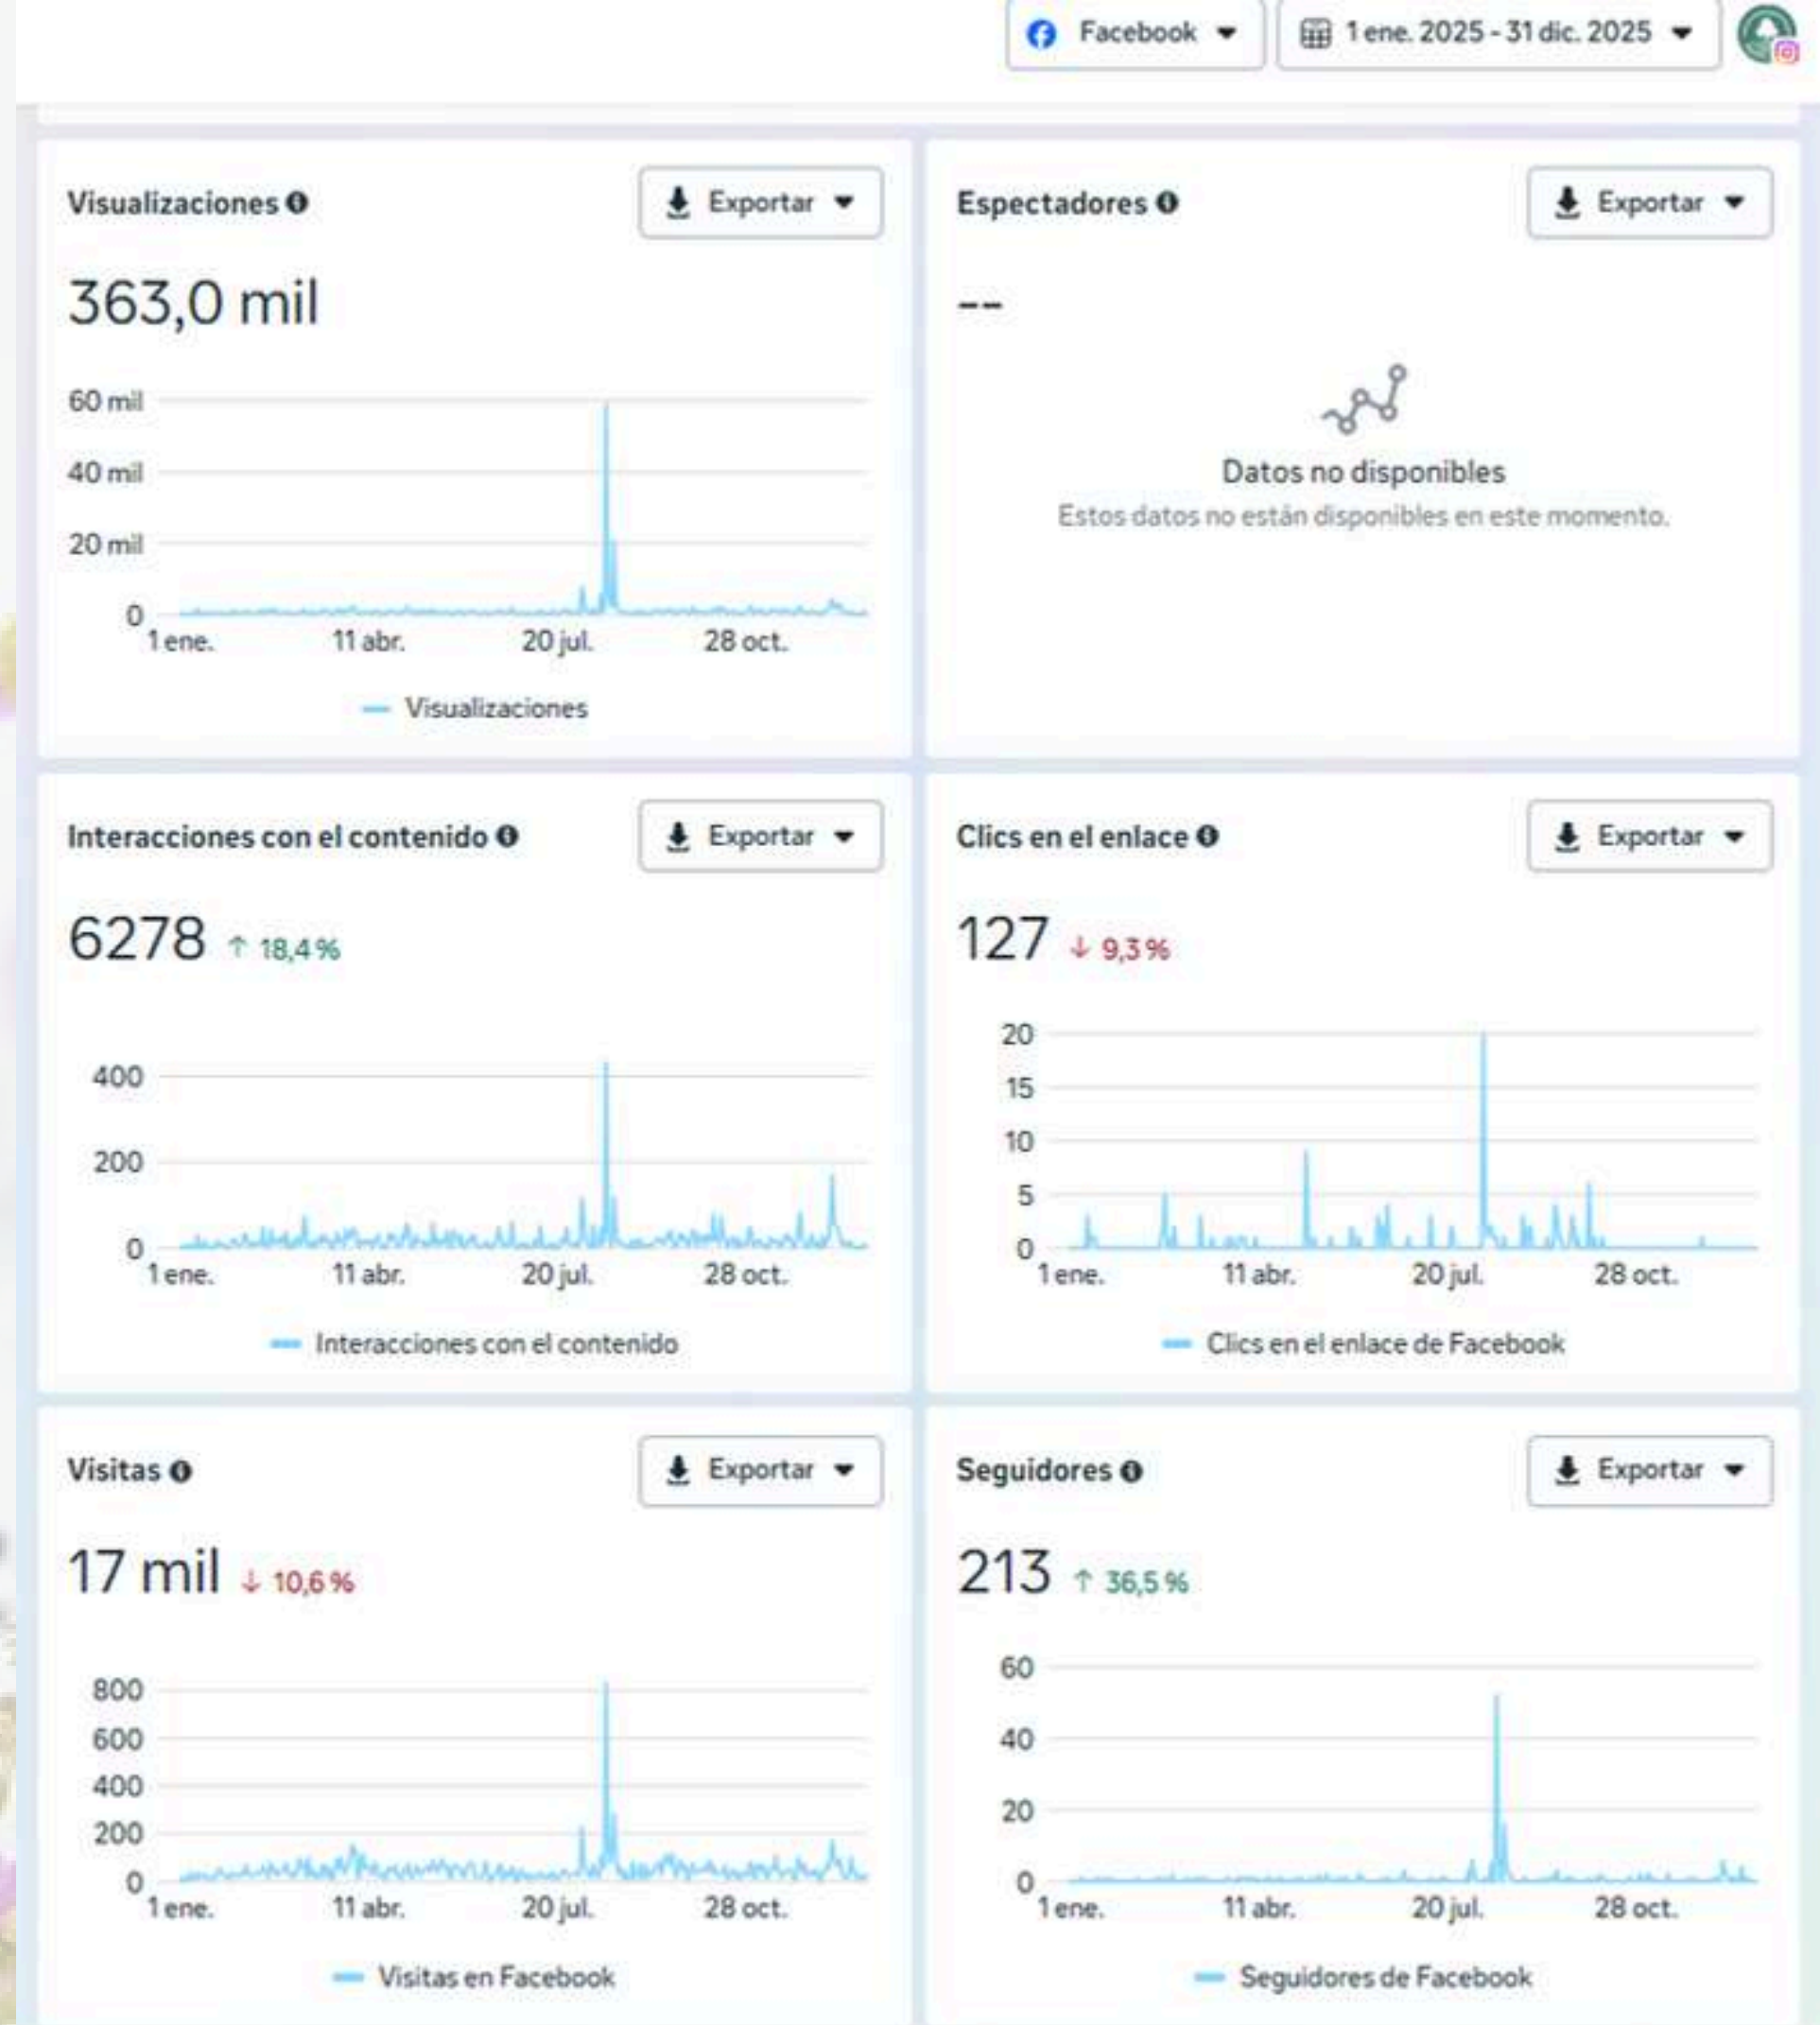 Facebook
1 ene. 2025 - 31 dic. 2025
Visualizaciones
Exportar
363,0 mil
60 mil
40 mil
20 mil
0
1 ene. 11 abr. 20 jul. 28 oct.
Visualizaciones
Espectadores
Exportar
--
Datos no disponibles
Estos datos no están disponibles en este momento.
Interacciones con el contenido
Exportar
6278 ↑ 18,4 %
400
200
0
1 ene. 11 abr. 20 jul. 28 oct.
Interacciones con el contenido
Clics en el enlace
Exportar
127 ↓ 9,3 %
20
15
10
5
0
1 ene. 11 abr. 20 jul. 28 oct.
Clics en el enlace de Facebook
Visitas
Exportar
17 mil ↓ 10,6 %
800
600
400
200
0
1 ene. 11 abr. 20 jul. 28 oct.
Visitas en Facebook
Seguidores
Exportar
213 ↑ 36,5 %
60
40
20
0
1 ene. 11 abr. 20 jul. 28 oct.
Seguidores de Facebook